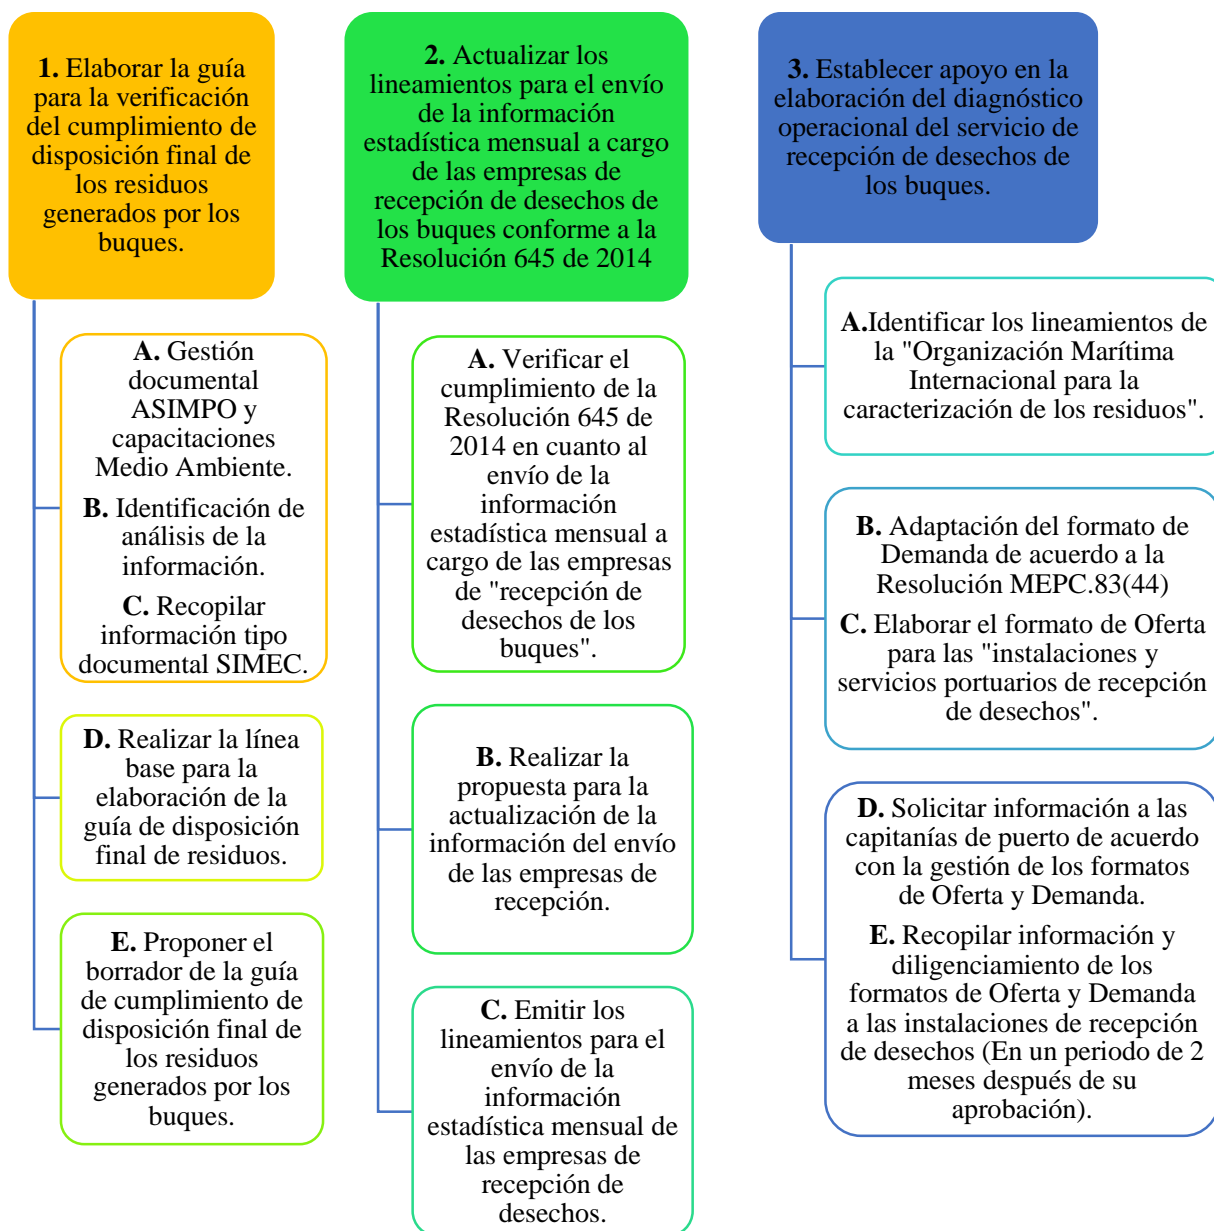 1. Elaborar la guía
para la verificación
del cumplimiento de
disposición final de
los residuos
generados por los
buques.
A. Gestión
documental
ASIMPO y
capacitaciones
Medio Ambiente.
B. Identificación de
análisis de la
información.
C. Recopilar
información tipo
documental SIMEC.
D. Realizar la línea
base para la
elaboración de la
guía de disposición
final de residuos.
E. Proponer el
borrador de la guía
de cumplimiento de
disposición final de
los residuos
generados por los
buques.
2. Actualizar los
lineamientos para el envío
de la información
estadística mensual a cargo
de las empresas de
recepción de desechos de
los buques conforme a la
Resolución 645 de 2014
A. Verificar el
cumplimiento de la
Resolución 645 de
2014 en cuanto al
envío de la
información
estadística mensual a
cargo de las empresas
de "recepción de
desechos de los
buques".
B. Realizar la
propuesta para la
actualización de la
información del envío
de las empresas de
recepción.
C. Emitir los
lineamientos para el
envío de la
información
estadística mensual de
las empresas de
recepción de
desechos.
3. Establecer apoyo en la
elaboración del diagnóstico
operacional del servicio de
recepción de desechos de
los buques.
A.Identificar los lineamientos de
la "Organización Marítima
Internacional para la
caracterización de los residuos".
B. Adaptación del formato de
Demanda de acuerdo a la
Resolución MEPC.83(44)
C. Elaborar el formato de Oferta
para las "instalaciones y
servicios portuarios de recepción
de desechos".
D. Solicitar información a las
capitanías de puerto de acuerdo
con la gestión de los formatos
de Oferta y Demanda.
E. Recopilar información y
diligenciamiento de los
formatos de Oferta y Demanda
a las instalaciones de recepción
de desechos (En un periodo de 2
meses después de su
aprobación).